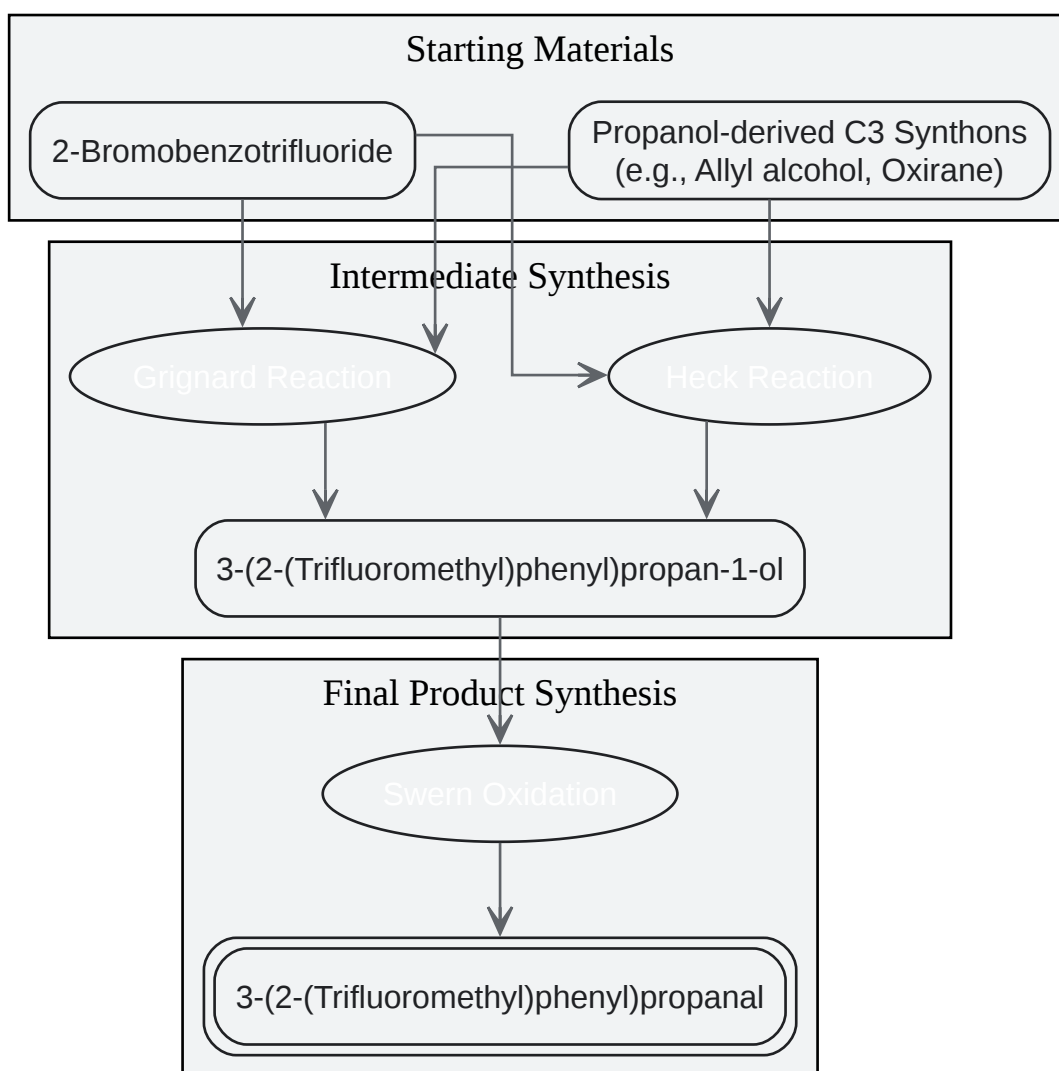 Starting Materials
2-Bromobenzotrifluoride
Propanol-derived C3 Synthons
(e.g., Allyl alcohol, Oxirane)
Intermediate Synthesis
Grignard Reaction
Heck Reaction
3-(2-(Trifluoromethyl)phenyl)propan-1-ol
Final Product Synthesis
Swern Oxidation
3-(2-(Trifluoromethyl)phenyl)propanal